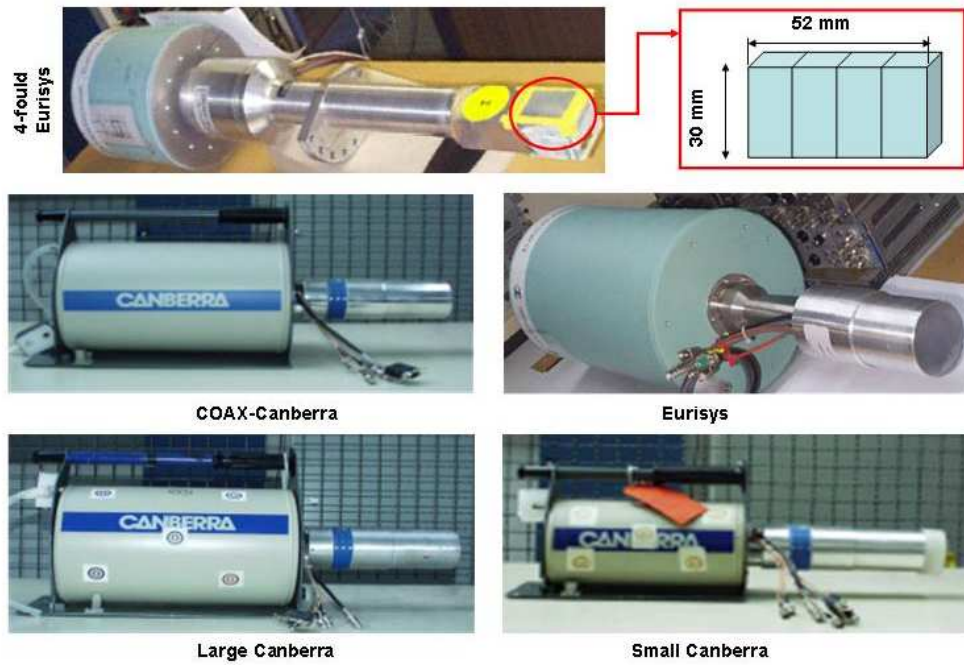 4-fould
Eurisys
52 mm
30 mm
CANBERRA
COAX-Canberra
Eurisys
CANBERRA
Large Canberra
CANBERRA
Small Canberra